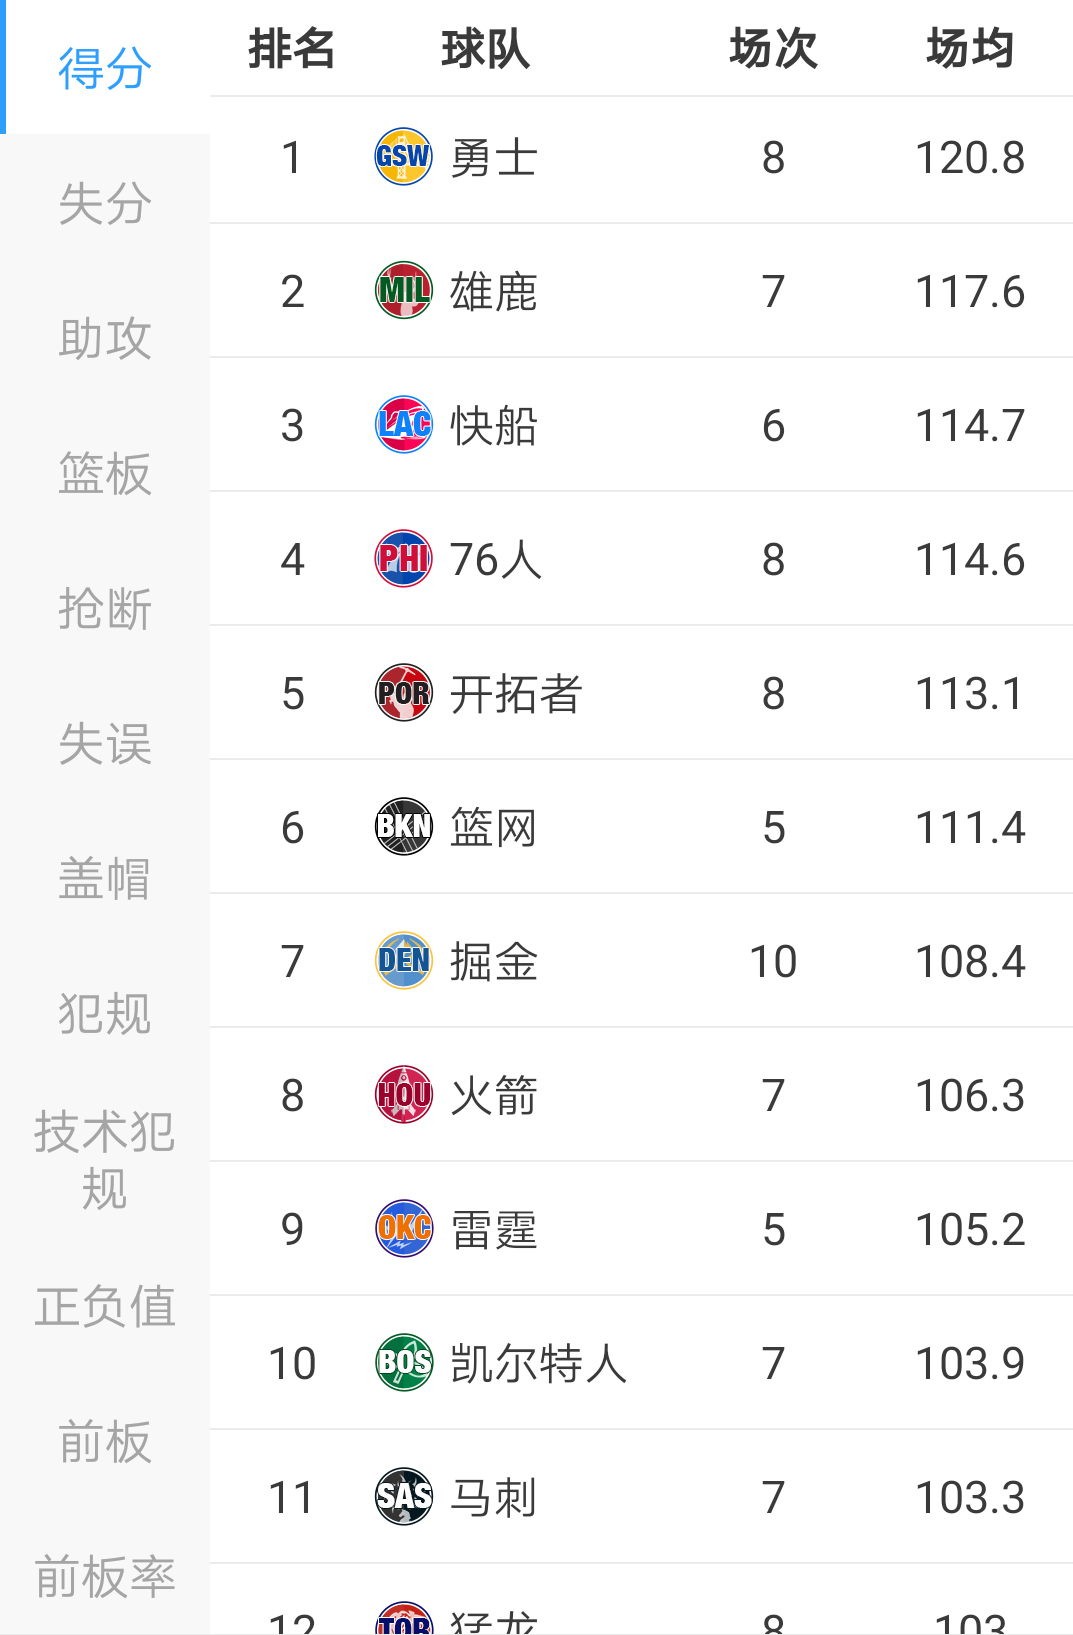 排名 球队 场次 场均
得分
失分
助攻
篮板
抢断
失误
盖帽
犯规
技术犯
规
正负值
前板
前板率
1 GSW 勇士 8 120.8
2 MIL 雄鹿 7 117.6
3 LAC 快船 6 114.7
4 PHI 76人 8 114.6
5 POR 开拓者 8 113.1
6 BKN 篮网 5 111.4
7 DEN 掘金 10 108.4
8 HOU 火箭 7 106.3
9 OKC 雷霆 5 105.2
10 BOS 凯尔特人 7 103.9
11 SAS 马刺 7 103.3
12 TOR 猛龙 8 103